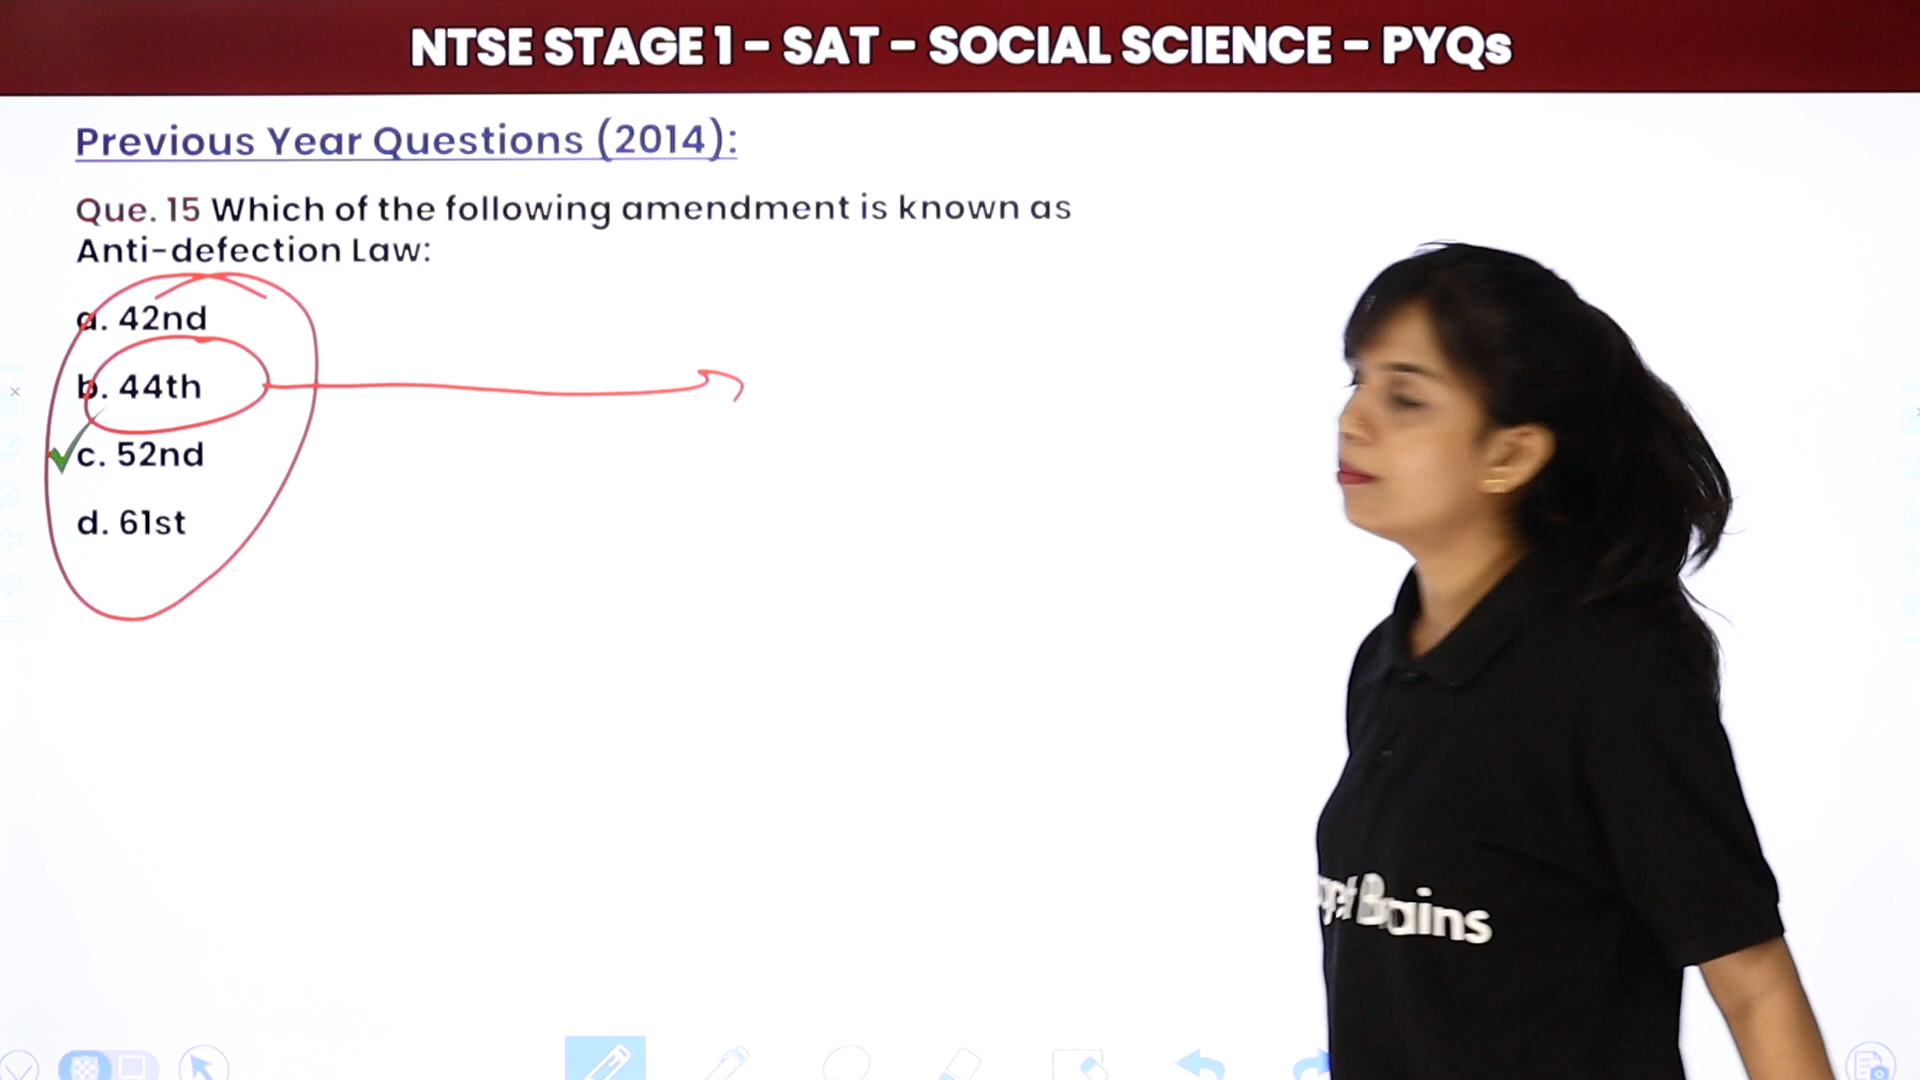 NTSE STAGE 1 – SAT – SOCIAL SCIENCE – PYQs
Previous Year Questions (2014):
Que. 15 Which of the following amendment is known as
Anti-defection Law:
a. 42nd
b. 44th
c. 52nd
d. 61st
Brains